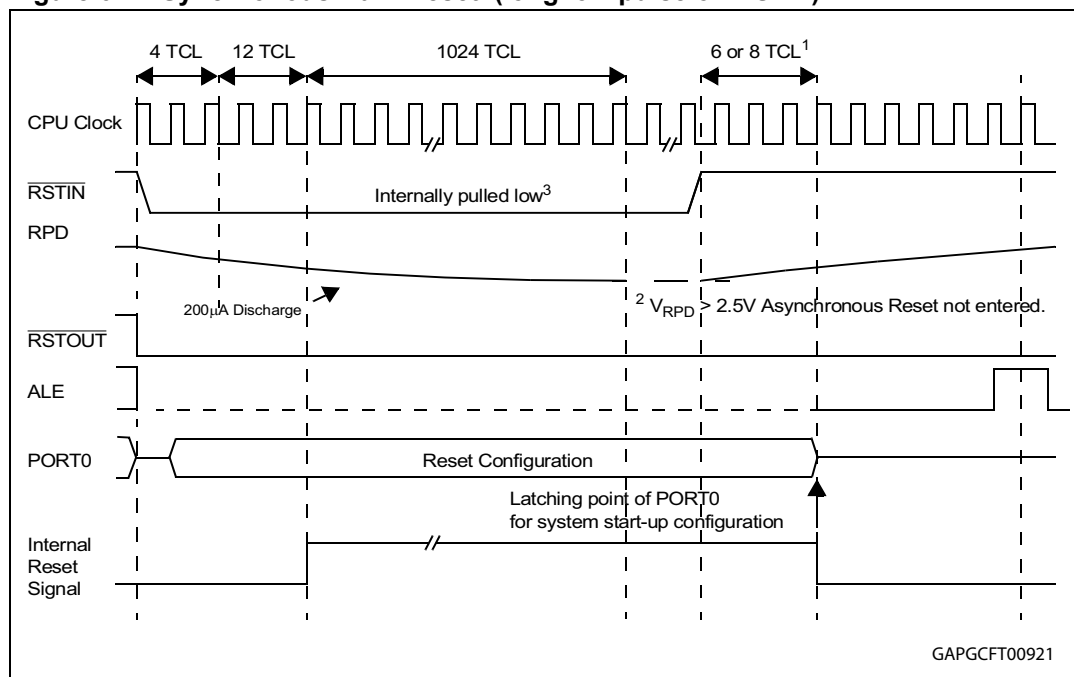 4 TCL 12 TCL 1024 TCL 6 or 8 TCL1
CPU Clock
RSTIN
Internally pulled low3
RPD
200µA Discharge
2 VRPD > 2.5V Asynchronous Reset not entered.
RSTOUT
ALE
PORT0
Reset Configuration
Latching point of PORT0
for system start-up configuration
Internal
Reset
Signal
GAPGCFT00921